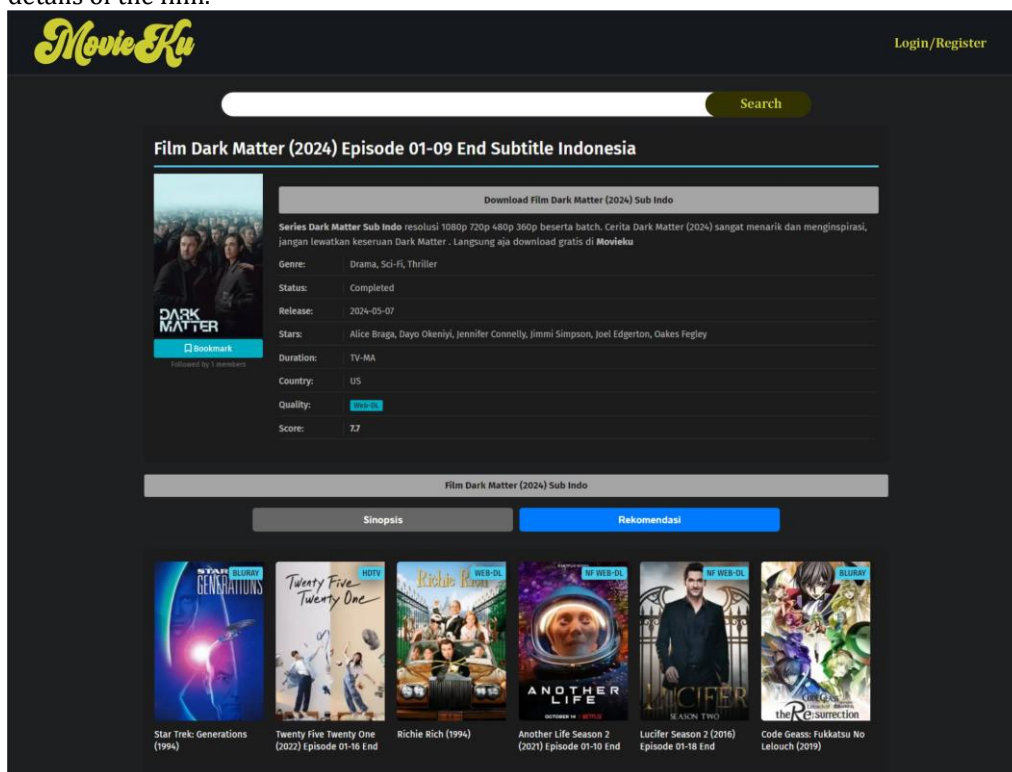 details of the film.
MovieKu
Login/Register
Search
Film Dark Matter (2024) Episode 01-09 End Subtitle Indonesia
Download Film Dark Matter (2024) Sub Indo
Series Dark Matter Sub Indo resolusi 1080p 720p 480p 360p beserta batch. Cerita Dark Matter (2024) sangat menarik dan menginspirasi,
jangan lewatkan keseruan Dark Matter . Langsung aja download gratis di Movieku
Genre: Drama, Sci-Fi, Thriller
Status: Completed
Release: 2024-05-07
Stars: Alice Braga, Dayo Okeniyi, Jennifer Connelly, Jimmi Simpson, Joel Edgerton, Oakes Fegley
Duration: TV-MA
Country: US
Quality: Web-DL
Score: 7.7
DARK
MATTER
Bookmark
Followed by 1 members
Film Dark Matter (2024) Sub Indo
Sinopsis
Rekomendasi
STAR
GENERATIONS
BLURAY
Twenty Five
Twenty One
HDTV
Richie Rich
WEB-DL
NF WEB-DL
ANOTHER
LIFE
OCTOBER 14
NETFLIX
NF WEB-DL
LUCIFER
SEASON TWO
BLURAY
CODE GEASS
the Re;surrection
Star Trek: Generations
(1994)
Twenty Five Twenty One
(2022) Episode 01-16 End
Richie Rich (1994)
Another Life Season 2
(2021) Episode 01-10 End
Lucifer Season 2 (2016)
Episode 01-18 End
Code Geass: Fukkatsu No
Lelouch (2019)